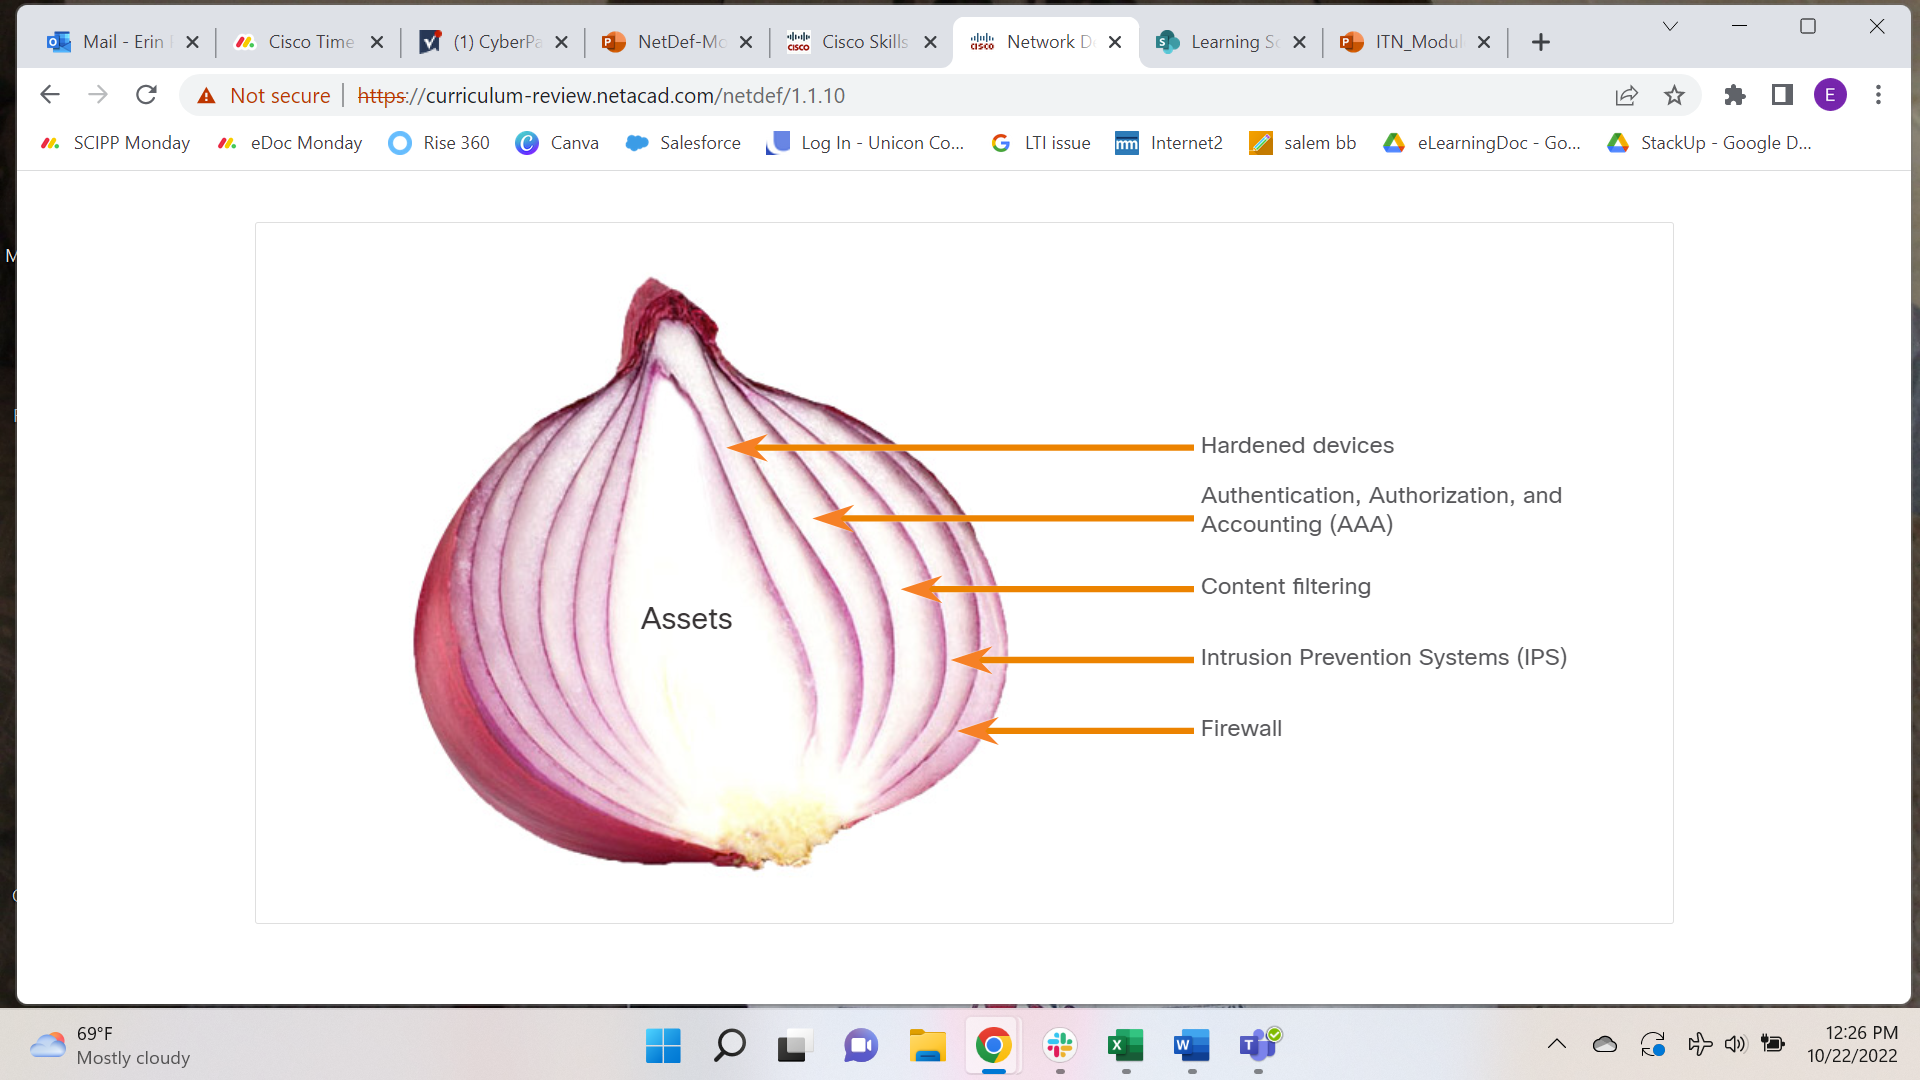 Mail - Erin
Cisco Time
(1) CyberPa
NetDef-Mo
Cisco Skills
Network De
Learning Sc
ITN_Modul
Not secure https://curriculum-review.netacad.com/netdef/1.1.10
E
SCIPP Monday
eDoc Monday
Rise 360
Canva
Salesforce
Log In - Unicon Co...
LTI issue
Internet2
salem bb
eLearningDoc - Go...
StackUp - Google D...
Hardened devices
Authentication, Authorization, and
Accounting (AAA)
Content filtering
Assets
Intrusion Prevention Systems (IPS)
Firewall
69°F
Mostly cloudy
12:26 PM
10/22/2022